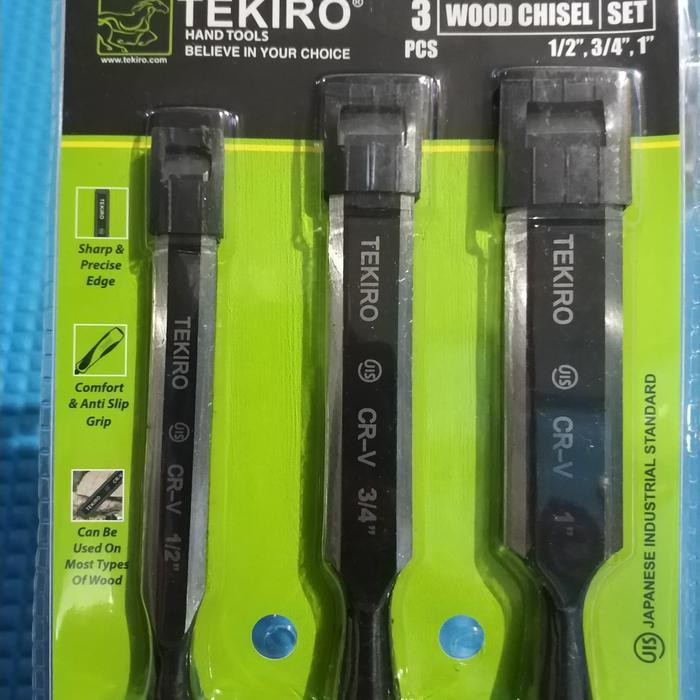 TEKIRO®
HAND TOOLS
BELIEVE IN YOUR CHOICE
www.tekiro.com
3
PCS
WOOD CHISEL SET
1/2", 3/4", 1"
TEKIRO
Sharp &
Precise
Edge
Comfort
& Anti Slip
Grip
TEKIRO
Can Be
Used On
Most Types
Of Wood
TEKIRO JIS CR-V 1/2"
TEKIRO JIS CR-V 3/4"
TEKIRO JIS CR-V 1"
JIS JAPANESE INDUSTRIAL STANDARD